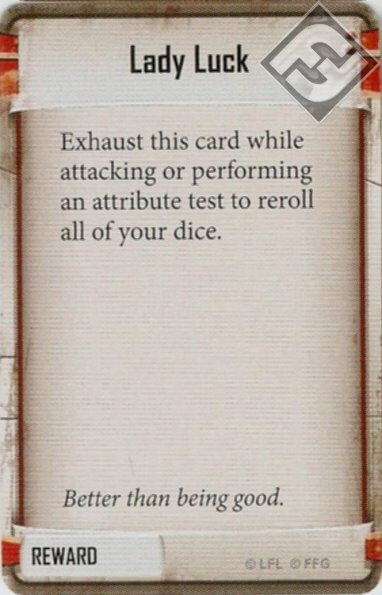 Lady Luck
Exhaust this card while
attacking or performing
an attribute test to reroll
all of your dice.
Better than being good.
REWARD
© LFL © FFG